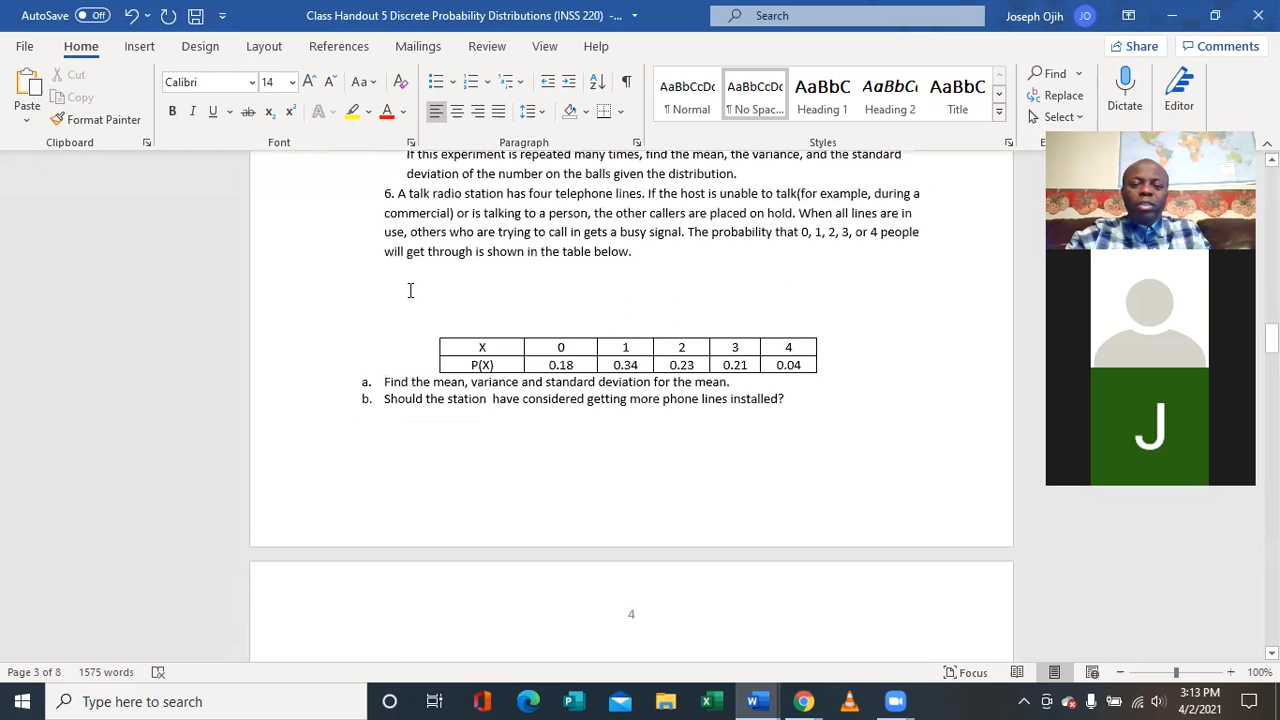 AutoSave Off Class Handout 5 Discrete Probability Distributions (INSS 220) -... Search Joseph Ojih JO
File Home Insert Design Layout References Mailings Review View Help Share Comments
Paste Cut Copy Format Painter
Calibri 14 Aa
B I U ab x₂ x² A A
AaBbCcDc AaBbCcDc AaBbC AaBbCcC AaBbC
¶ Normal ¶ No Spac... Heading 1 Heading 2 Title
Find Replace Select Dictate Editor
Clipboard Font Paragraph Styles
If this experiment is repeated many times, find the mean, the variance, and the standard
deviation of the number on the balls given the distribution.
6. A talk radio station has four telephone lines. If the host is unable to talk(for example, during a
commercial) or is talking to a person, the other callers are placed on hold. When all lines are in
use, others who are trying to call in gets a busy signal. The probability that 0, 1, 2, 3, or 4 people
will get through is shown in the table below.
X 0 1 2 3 4
P(X) 0.18 0.34 0.23 0.21 0.04
a. Find the mean, variance and standard deviation for the mean.
b. Should the station have considered getting more phone lines installed?
J
4
Page 3 of 8 1575 words Focus 100%
Type here to search
3:13 PM
4/2/2021